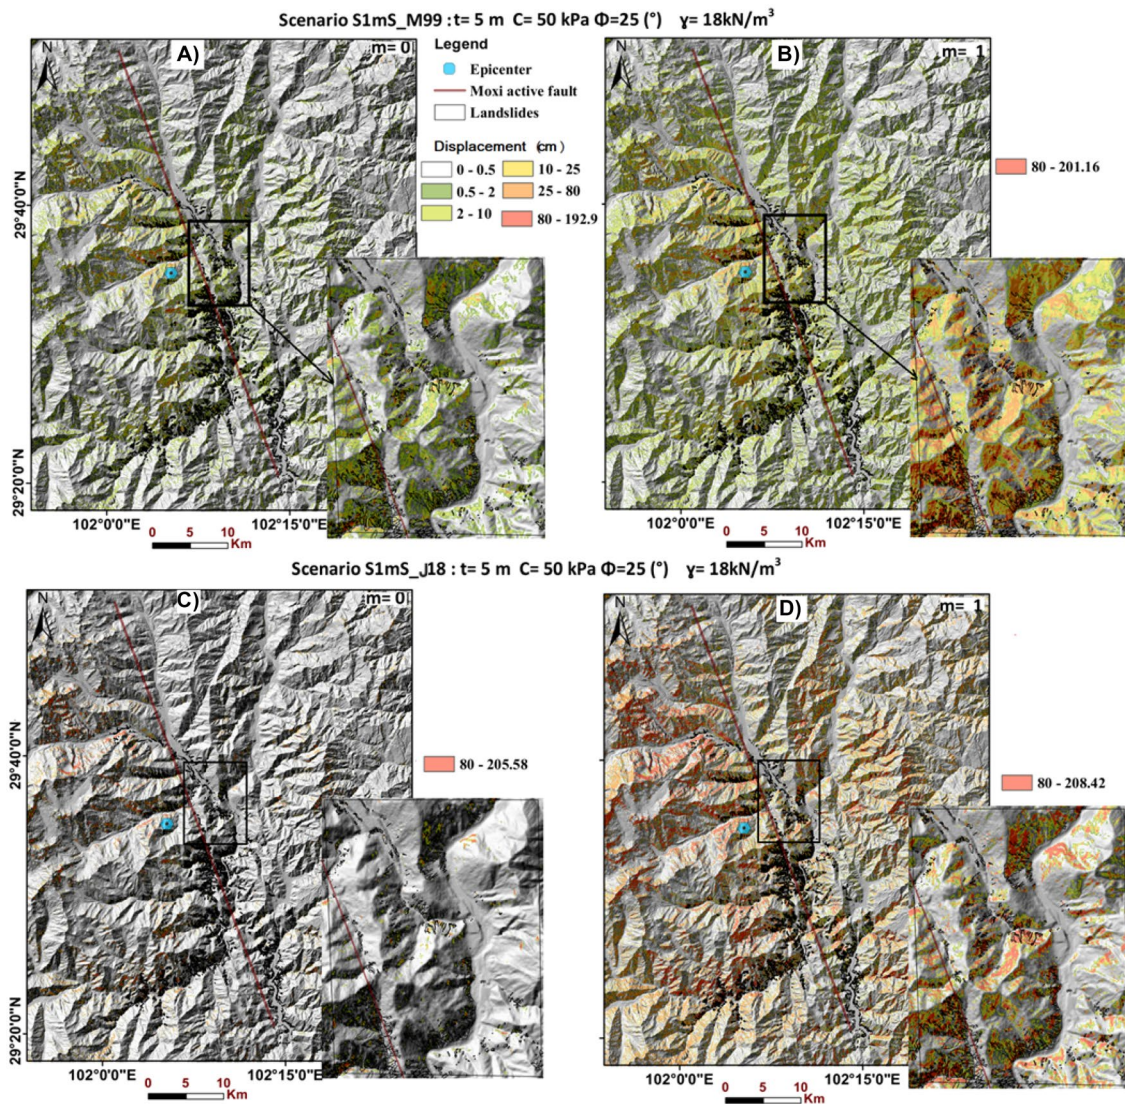 Scenario S1mS_M99 : t= 5 m C= 50 kPa Φ=25 (°) ɣ= 18kN/m³
N
A)
m= 0
Legend
Epicenter
Moxi active fault
Landslides
Displacement (cm)
0 - 0.5
0.5 - 2
2 - 10
10 - 25
25 - 80
80 - 192.9
29°40'0"N
29°20'0"N
102°0'0"E
102°15'0"E
0 5 10
Km
N
B)
m= 1
80 - 201.16
102°0'0"E
102°15'0"E
0 5 10
Km
Scenario S1mS_J18 : t= 5 m C= 50 kPa Φ=25 (°) ɣ= 18kN/m³
N
C)
m= 0
80 - 205.58
29°40'0"N
29°20'0"N
102°0'0"E
102°15'0"E
0 5 10
Km
N
D)
m= 1
80 - 208.42
102°0'0"E
102°15'0"E
0 5 10
Km